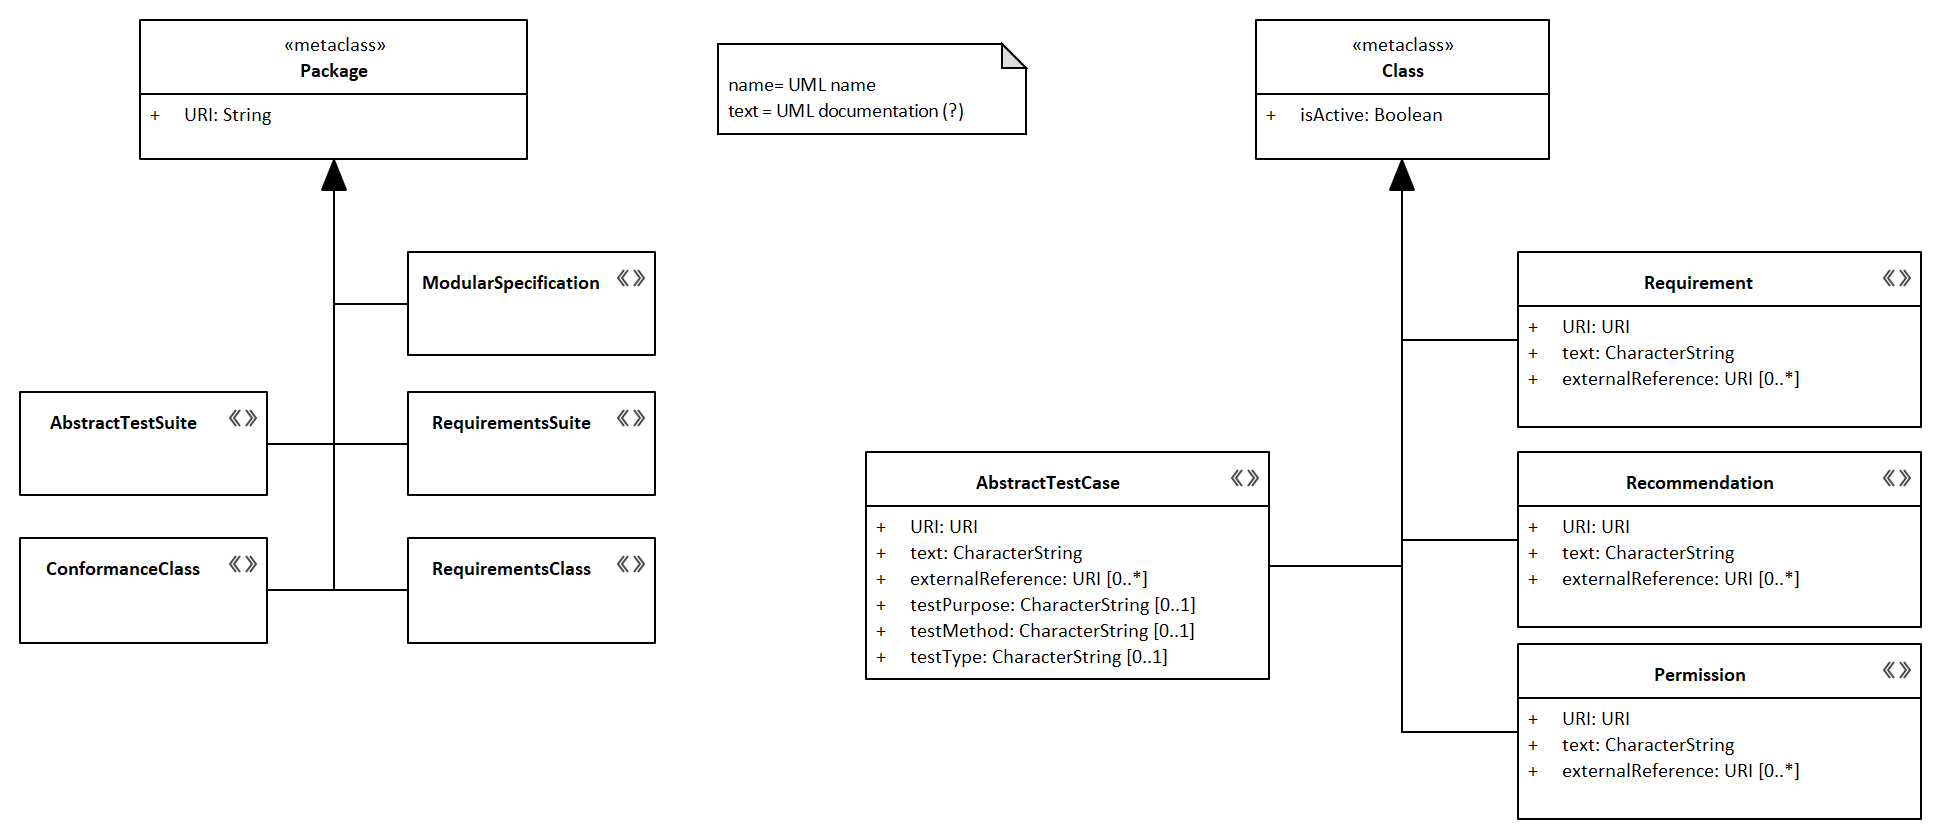 «metaclass»
Package
+ URI: String
name= UML name
text = UML documentation (?)
«metaclass»
Class
+ isActive: Boolean
ModularSpecification «»
AbstractTestSuite «»
RequirementsSuite «»
ConformanceClass «»
RequirementsClass «»
AbstractTestCase «»
+ URI: URI
+ text: CharacterString
+ externalReference: URI [0..*]
+ testPurpose: CharacterString [0..1]
+ testMethod: CharacterString [0..1]
+ testType: CharacterString [0..1]
Requirement «»
+ URI: URI
+ text: CharacterString
+ externalReference: URI [0..*]
Recommendation «»
+ URI: URI
+ text: CharacterString
+ externalReference: URI [0..*]
Permission «»
+ URI: URI
+ text: CharacterString
+ externalReference: URI [0..*]